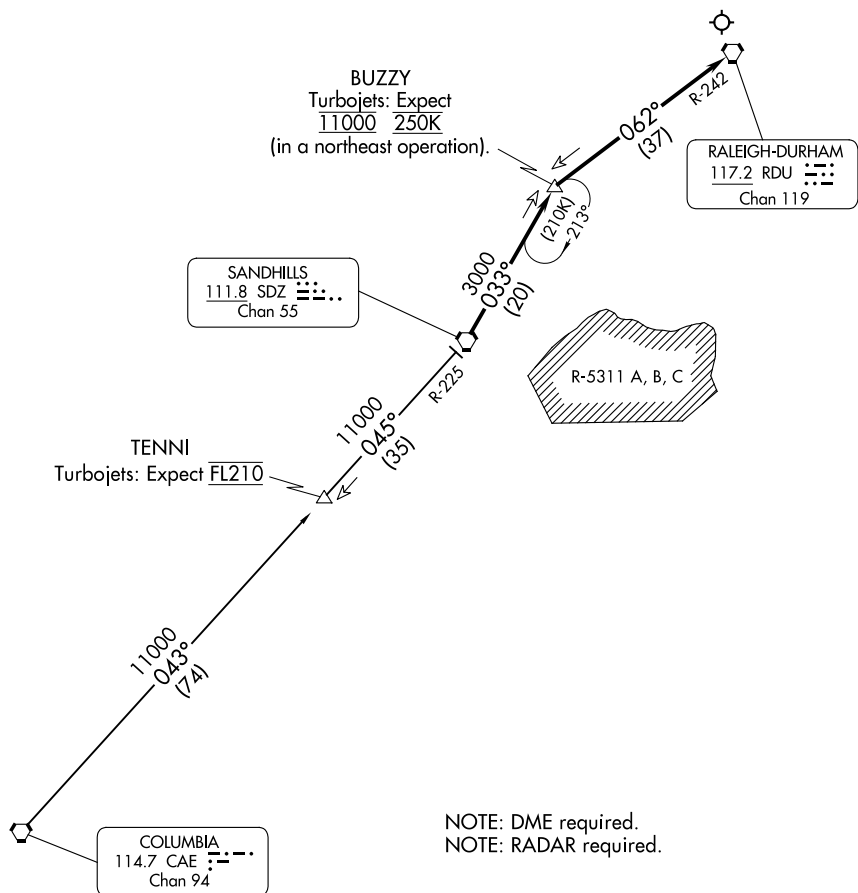 BUZZY
Turbojets: Expect
11000 250K
(in a northeast operation).
R-242
062°
(37)
RALEIGH-DURHAM
117.2 RDU
Chan 119
(210K)
213°
SANDHILLS
111.8 SDZ
Chan 55
3000
033°
(20)
R-5311 A, B, C
R-225
11000
045°
(35)
TENNI
Turbojets: Expect FL210
11000
043°
(74)
COLUMBIA
114.7 CAE
Chan 94
NOTE: DME required.
NOTE: RADAR required.